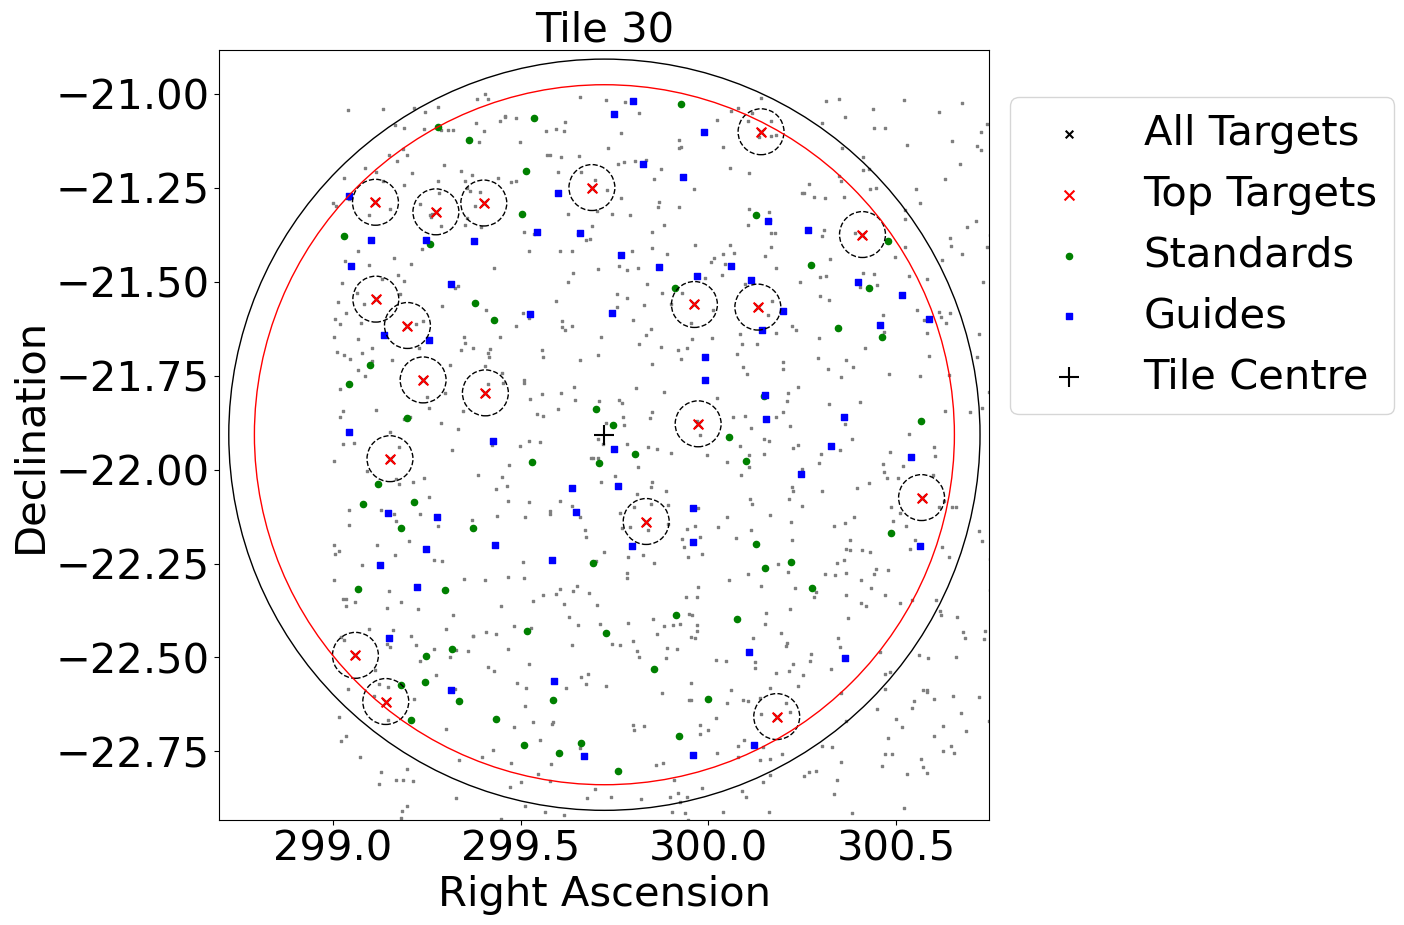 Tile 30
−21.00
−21.25
−21.50
−21.75
−22.00
−22.25
−22.50
−22.75
Declination
299.0 299.5 300.0 300.5
Right Ascension
All Targets
Top Targets
Standards
Guides
Tile Centre